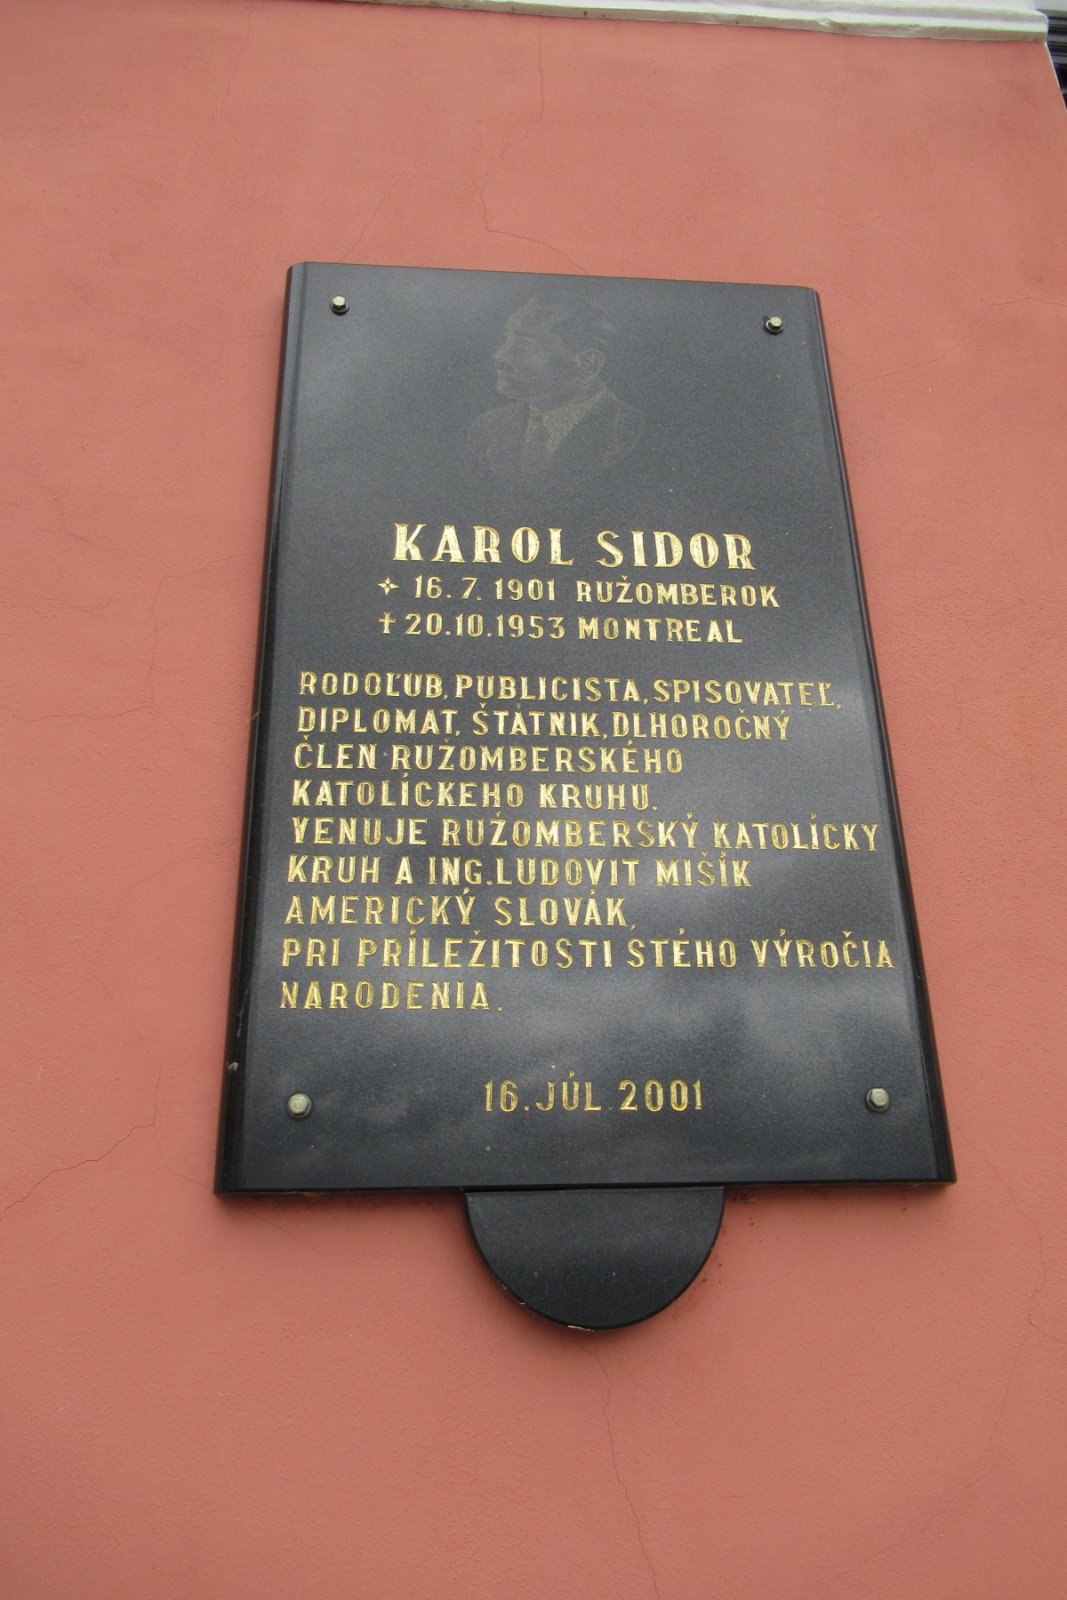 KAROL SIDOR
✧ 16.7.1901 RUŽOMBEROK
✝ 20.10.1953 MONTREAL
RODOĽUB, PUBLICISTA, SPISOVATEĽ,
DIPLOMAT, ŠTÁTNIK, DLHOROČNÝ
ČLEN RUŽOMBERSKÉHO
KATOLÍCKEHO KRUHU.
VENUJE RUŽOMBERSKÝ KATOLÍCKY
KRUH A ING. LUDOVIT MIŠÍK
AMERICKÝ SLOVÁK,
PRI PRÍLEŽITOSTI STÉHO VÝROČIA
NARODENIA.
16. JÚL 2001